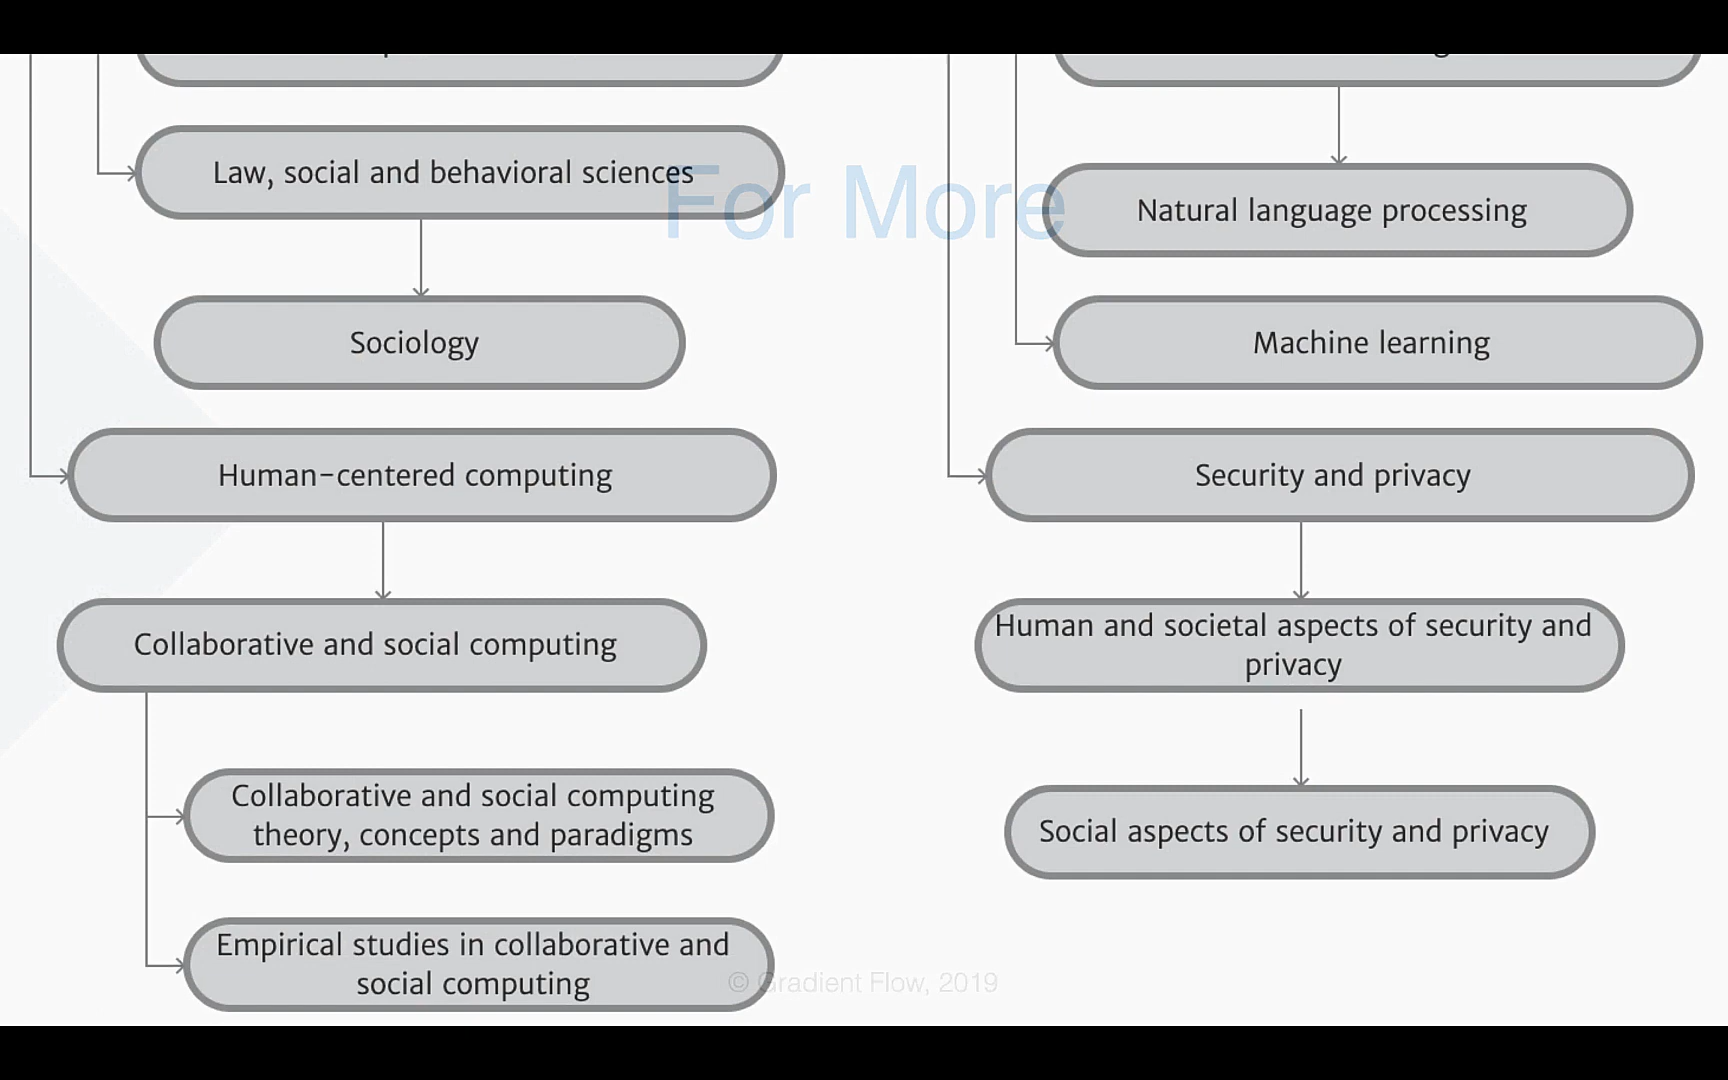 Law, social and behavioral sciences
Sociology
Human-centered computing
Collaborative and social computing
Collaborative and social computing
theory, concepts and paradigms
Empirical studies in collaborative and
social computing
For More
Natural language processing
Machine learning
Security and privacy
Human and societal aspects of security and
privacy
Social aspects of security and privacy
© Gradient Flow, 2019